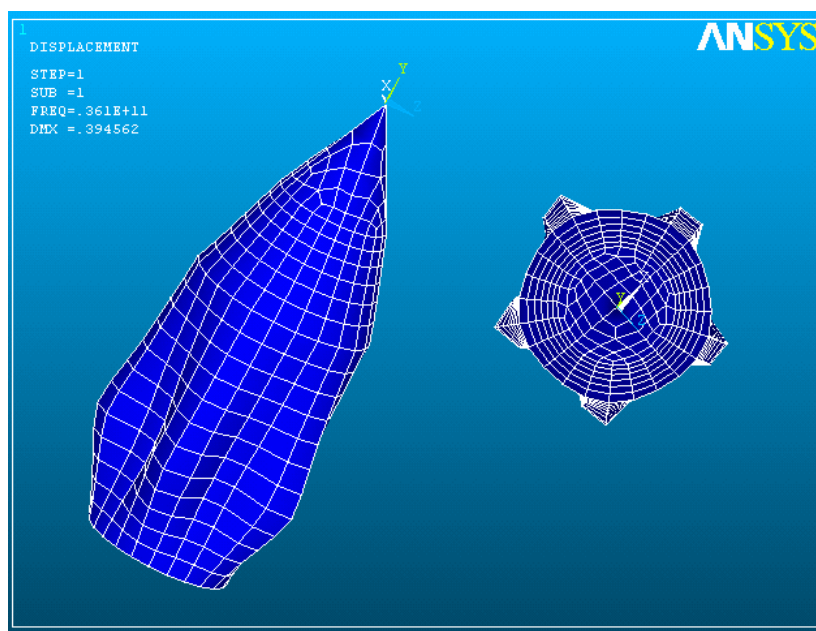 1
DISPLACEMENT
STEP=1
SUB =1
FREQ=.361E+11
DMX =.394562
ANSYS
Y
X
Z
Y
Z